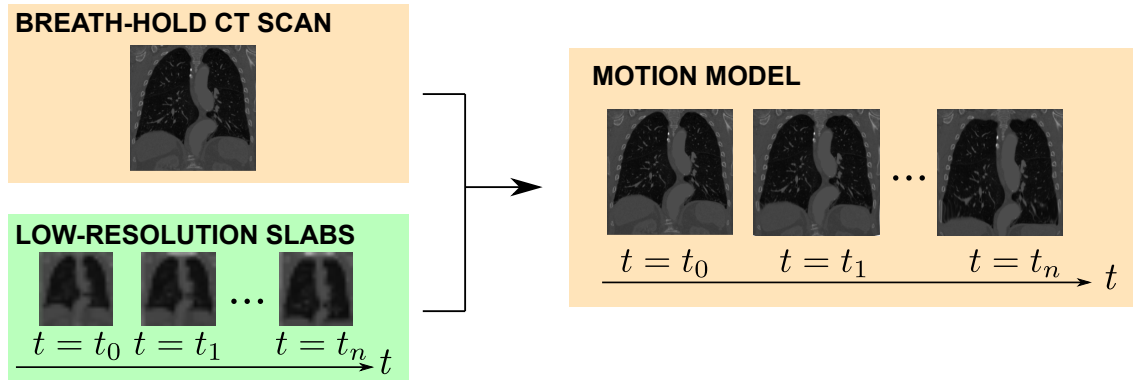 BREATH-HOLD CT SCAN
LOW-RESOLUTION SLABS
...
t = t₀ t = t₁ t = tₙ
t
MOTION MODEL
...
t = t₀ t = t₁ t = tₙ
t